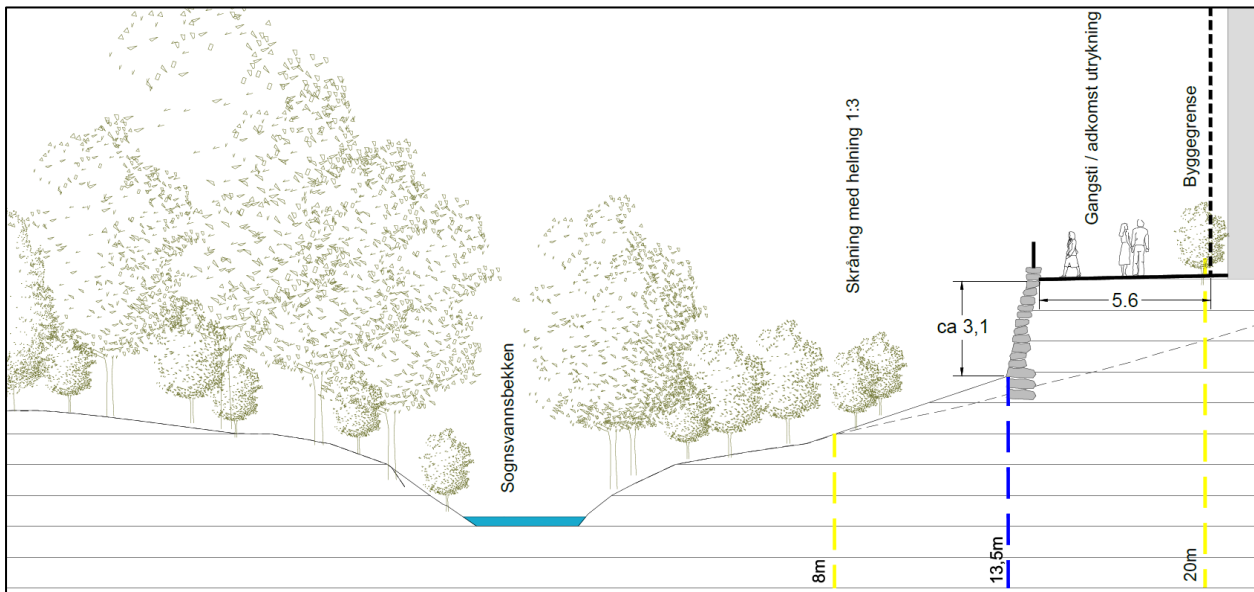 Sognsvannsbekken
Skråning med helning 1:3
Gangsti / adkomst utrykning
Byggegrense
ca 3,1
5.6
8m
13,5m
20m